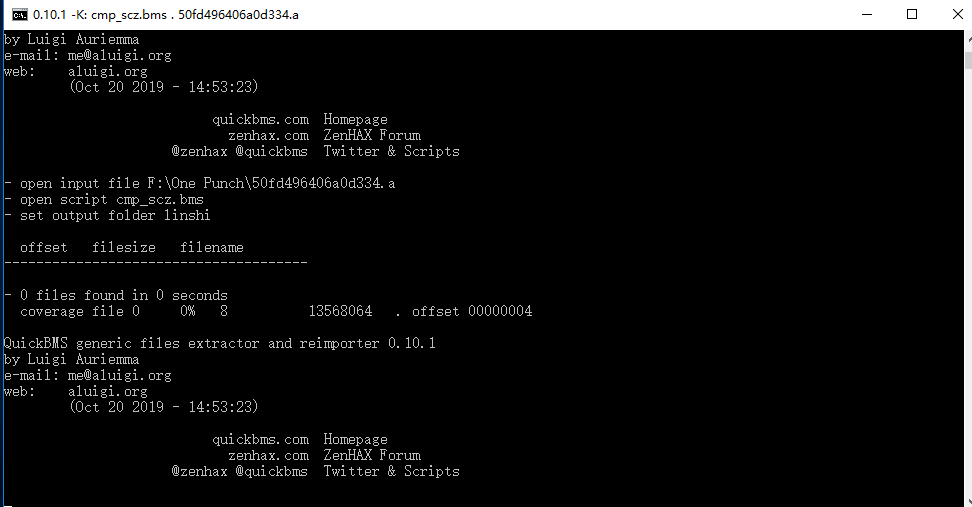 0.10.1 -K: cmp_scz.bms . 50fd496406a0d334.a
by Luigi Auriemma
e-mail: me@aluigi.org
web:    aluigi.org
        (Oct 20 2019 - 14:53:23)
                          quickbms.com  Homepage
                            zenhax.com  ZenHAX Forum
                     @zenhax @quickbms  Twitter & Scripts
- open input file F:\One Punch\50fd496406a0d334.a
- open script cmp_scz.bms
- set output folder linshi
  offset   filesize   filename
--------------------------------------
- 0 files found in 0 seconds
  coverage file 0     0%   8          13568064   . offset 00000004
QuickBMS generic files extractor and reimporter 0.10.1
by Luigi Auriemma
e-mail: me@aluigi.org
web:    aluigi.org
        (Oct 20 2019 - 14:53:23)
                          quickbms.com  Homepage
                            zenhax.com  ZenHAX Forum
                     @zenhax @quickbms  Twitter & Scripts